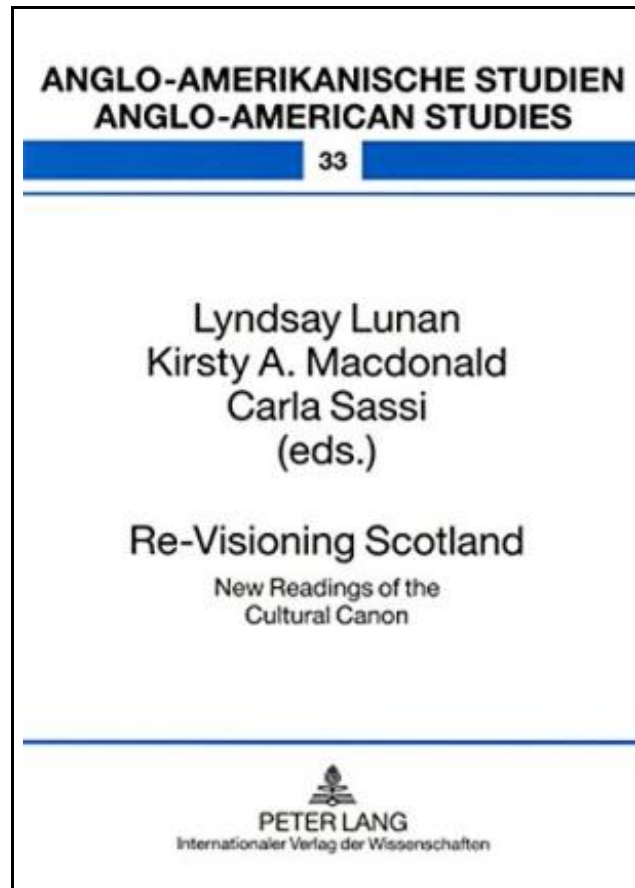 ANGLO-AMERIKANISCHE STUDIEN
ANGLO-AMERICAN STUDIES
33
Lyndsay Lunan
Kirsty A. Macdonald
Carla Sassi
(eds.)
Re-Visioning Scotland
New Readings of the
Cultural Canon
PETER LANG
Internationaler Verlag der Wissenschaften